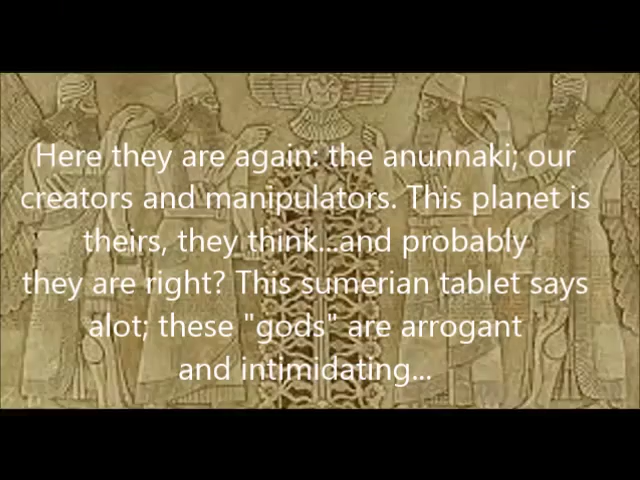 Here they are again: the anunnaki; our
creators and manipulators. This planet is
theirs, they think...and probably
they are right? This sumerian tablet says
alot; these "gods" are arrogant
and intimidating...